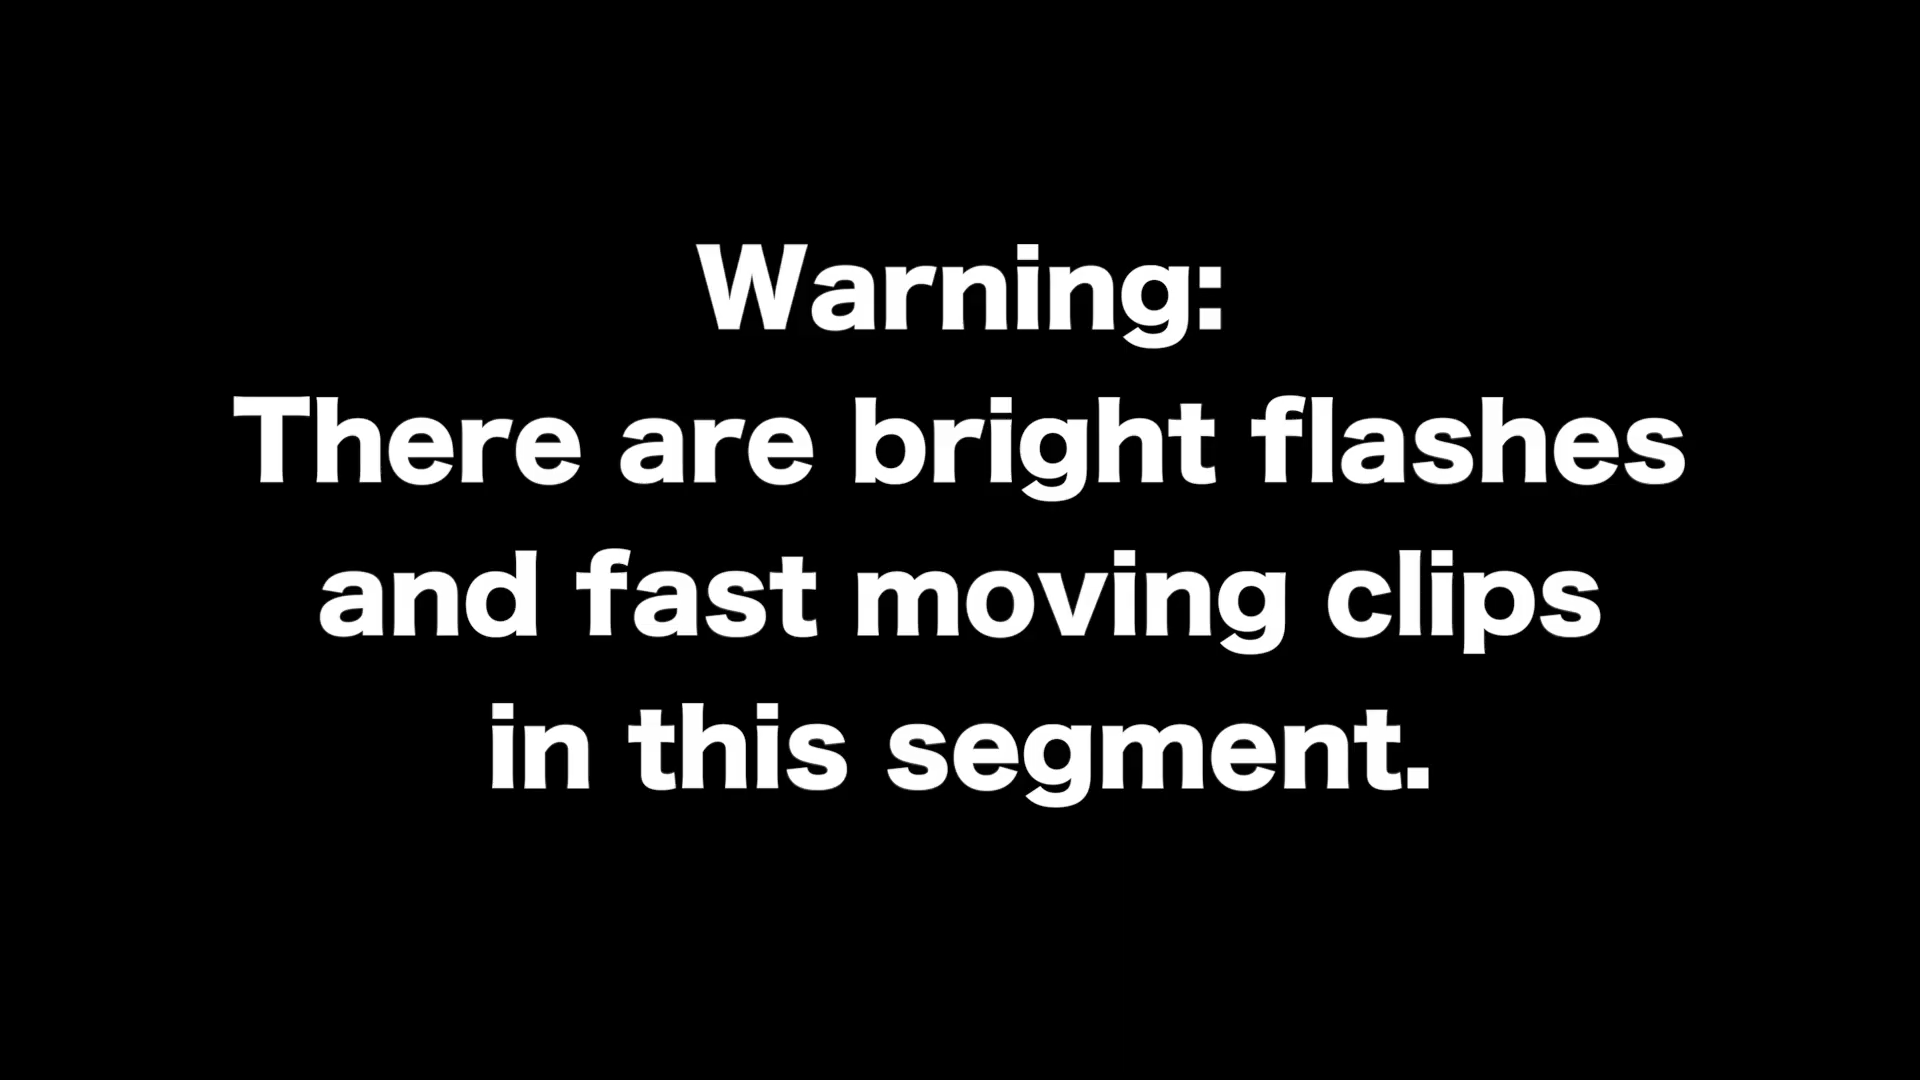 Warning:
There are bright flashes
and fast moving clips
in this segment.